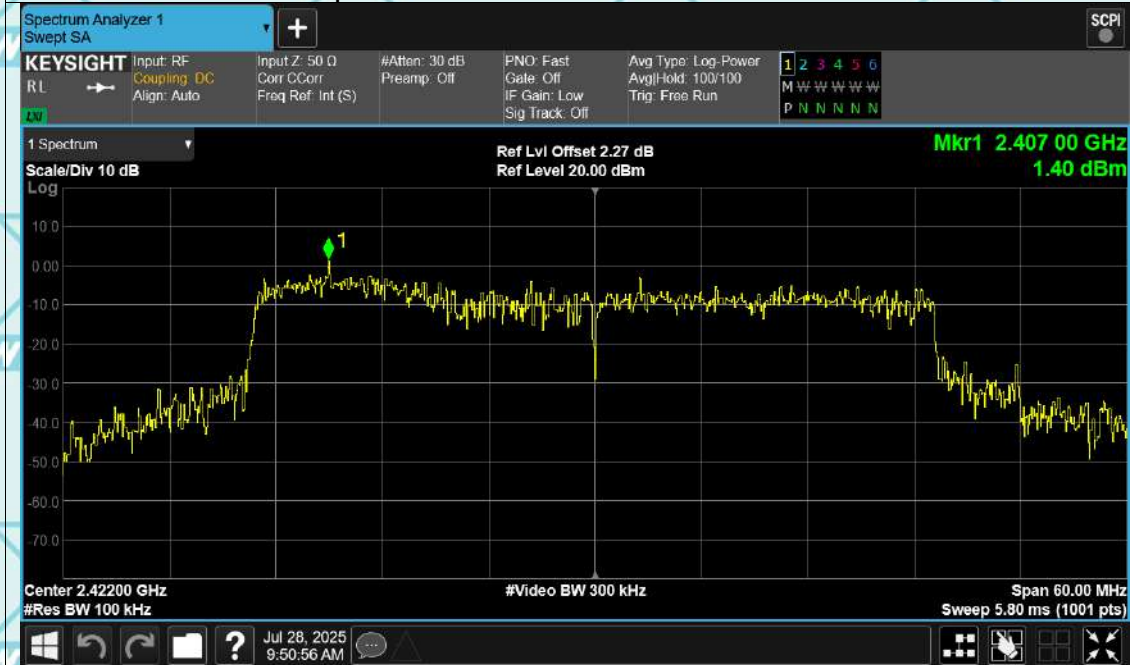 Spectrum Analyzer 1
Swept SA
+
SCPI
KEYSIGHT
RL
LXI
Input: RF
Coupling: DC
Align: Auto
Input Z: 50 Ω
Corr CCorr
Freq Ref: Int (S)
#Atten: 30 dB
Preamp: Off
PNO: Fast
Gate: Off
IF Gain: Low
Sig Track: Off
Avg Type: Log-Power
Avg|Hold: 100/100
Trig: Free Run
1 2 3 4 5 6
M W W W W W
P N N N N N
1 Spectrum
Scale/Div 10 dB
Log
Ref Lvl Offset 2.27 dB
Ref Level 20.00 dBm
Mkr1 2.407 00 GHz
1.40 dBm
10.0
0.00
-10.0
-20.0
-30.0
-40.0
-50.0
-60.0
-70.0
1
Center 2.42200 GHz
#Res BW 100 kHz
#Video BW 300 kHz
Span 60.00 MHz
Sweep 5.80 ms (1001 pts)
?
Jul 28, 2025
9:50:56 AM